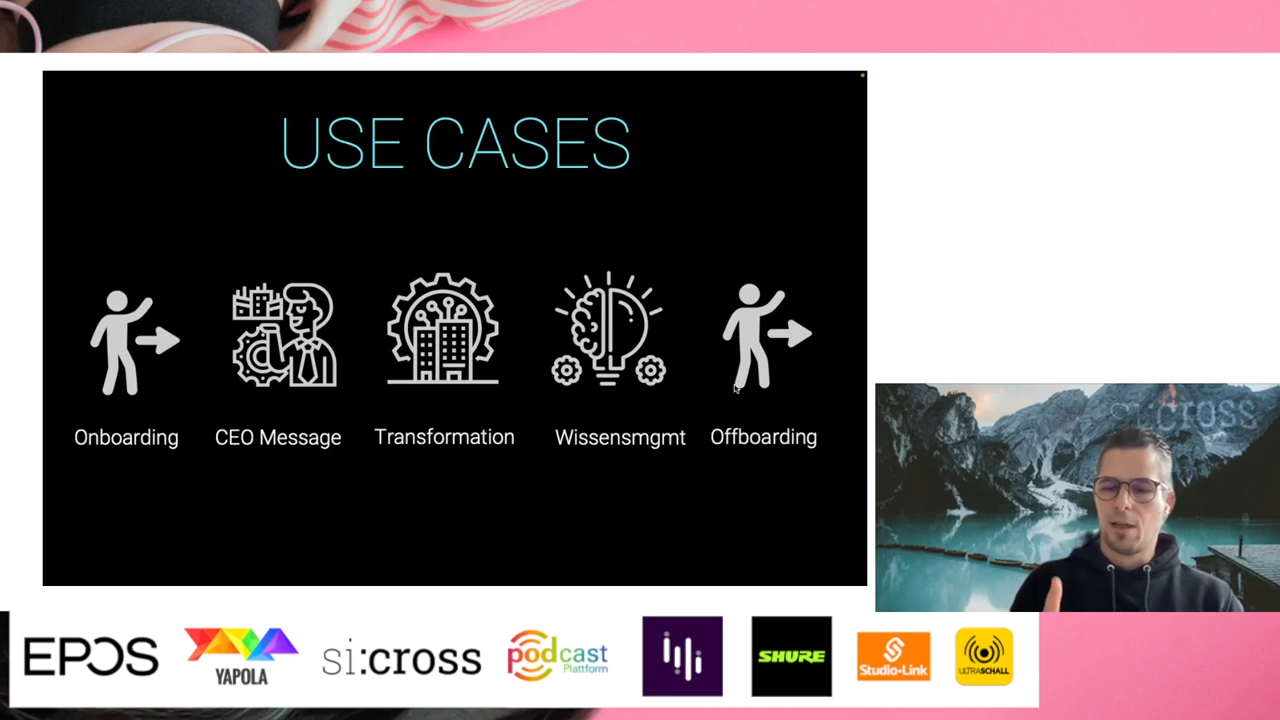 USE CASES
Onboarding
CEO Message
Transformation
Wissensmgmt
Offboarding
si:cross
EPOS
YAPOLA
si:cross
podcast
Plattform
SHURE
Studio-Link
ULTRASCHALL